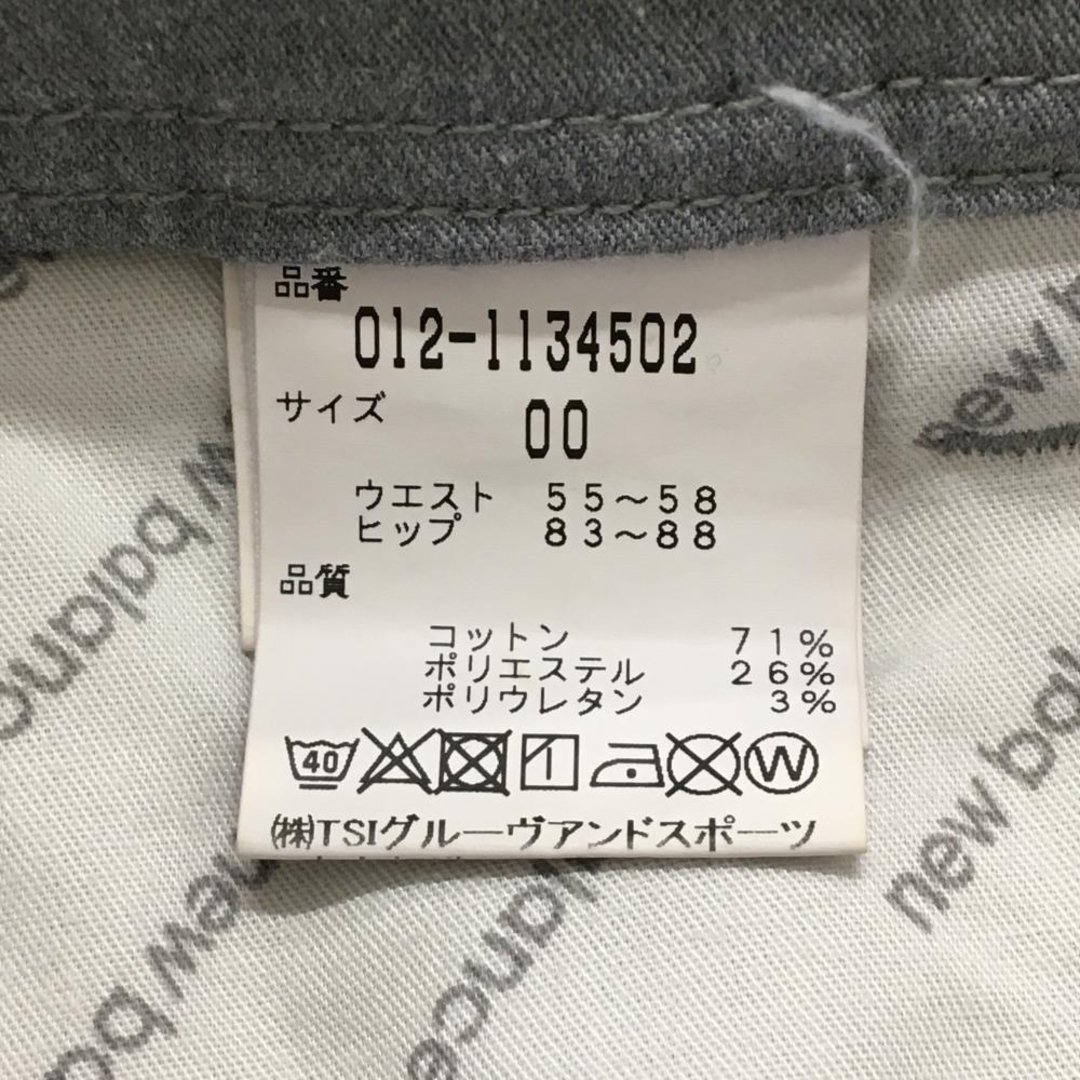 品番
012-1134502
サイズ
00
ウエスト 55～58
ヒップ 83～88
品質
コットン 71%
ポリエステル 26%
ポリウレタン 3%
40
W
㈱TSIグルーヴアンドスポーツ
new b
new bal
new
w balanc
new ba
lance